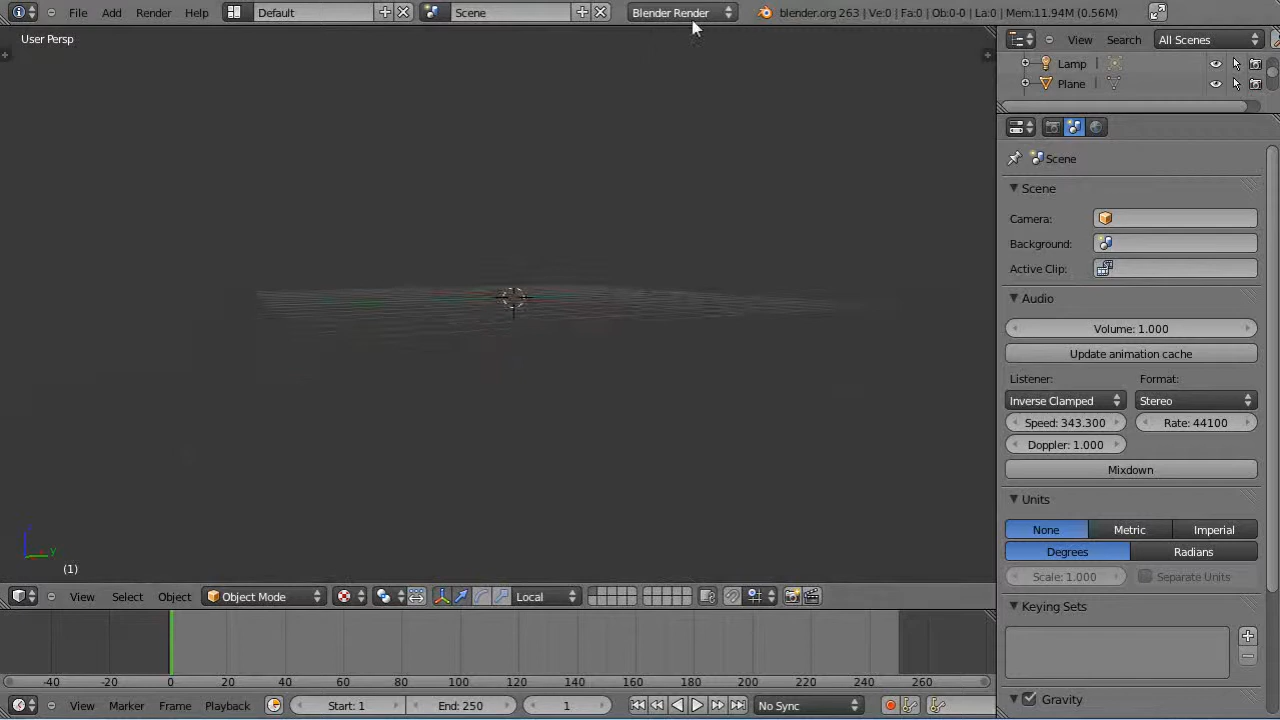 File Add Render Help Default Scene Blender Render blender.org 263 | Ve:0 | Fa:0 | Ob:0-0 | La:0 | Mem:11.94M (0.56M)
User Persp
View Search All Scenes
Lamp
Plane
Scene
Scene
Camera:
Background:
Active Clip:
Audio
Volume: 1.000
Update animation cache
Listener: Format:
Inverse Clamped Stereo
Speed: 343.300 Rate: 44100
Doppler: 1.000
Mixdown
Units
None Metric Imperial
Degrees Radians
Scale: 1.000 Separate Units
Keying Sets
Gravity
y
(1)
View Select Object Object Mode Local
-40 -20 0 20 40 60 80 100 120 140 160 180 200 220 240 260
View Marker Frame Playback Start: 1 End: 250 1 No Sync